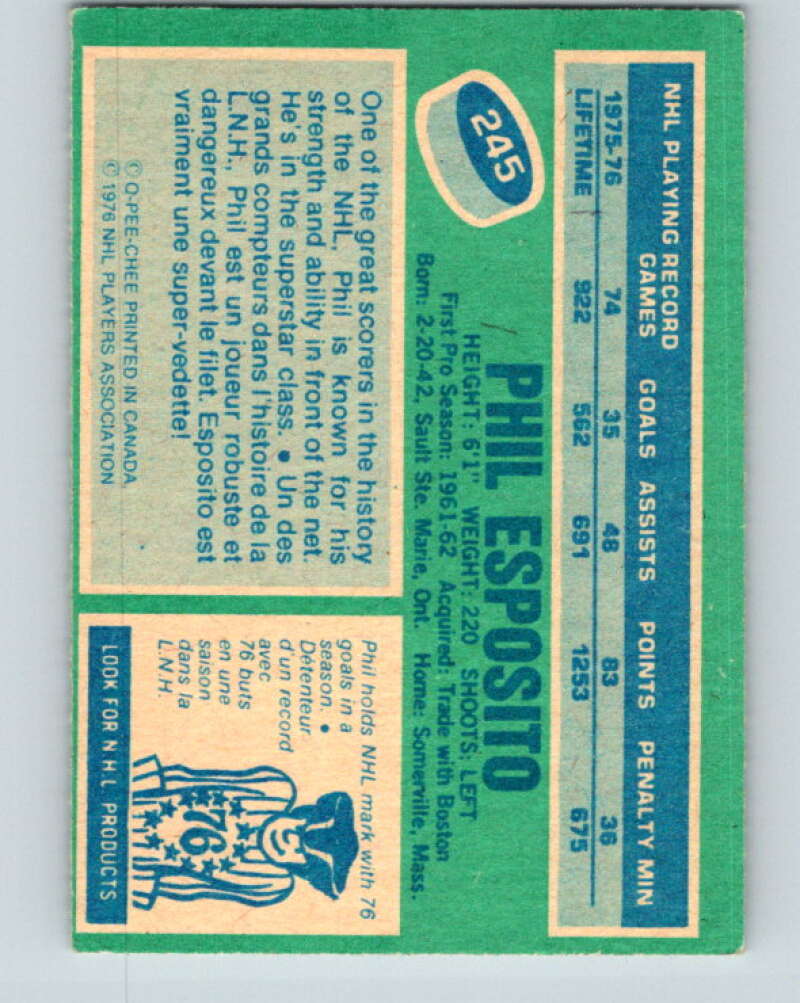 NHL PLAYING RECORD
GAMES GOALS ASSISTS POINTS PENALTY MIN
1975-76 74 35 48 83 36
LIFETIME 922 562 691 1253 675
245
PHIL ESPOSITO
HEIGHT: 6'1" WEIGHT: 220 SHOOTS: LEFT
First Pro Season: 1961-62 Acquired: Trade with Boston
Born: 2-20-42, Sault Ste. Marie, Ont. Home: Somerville, Mass.
One of the great scorers in the history
of the NHL, Phil is known for his
strength and ability in front of the net.
He's in the superstar class. • Un des
grands compteurs dans l'histoire de la
L.N.H., Phil est un joueur robuste et
dangereux devant le filet. Esposito est
vraiment une super-vedette!
© O-PEE-CHEE PRINTED IN CANADA
© 1976 NHL PLAYERS ASSOCIATION
Phil holds NHL mark with 76
goals in a
season. •
Détenteur
d'un record
avec
76 buts
en une
saison
dans la
L.N.H.
76
LOOK FOR N.H.L. PRODUCTS